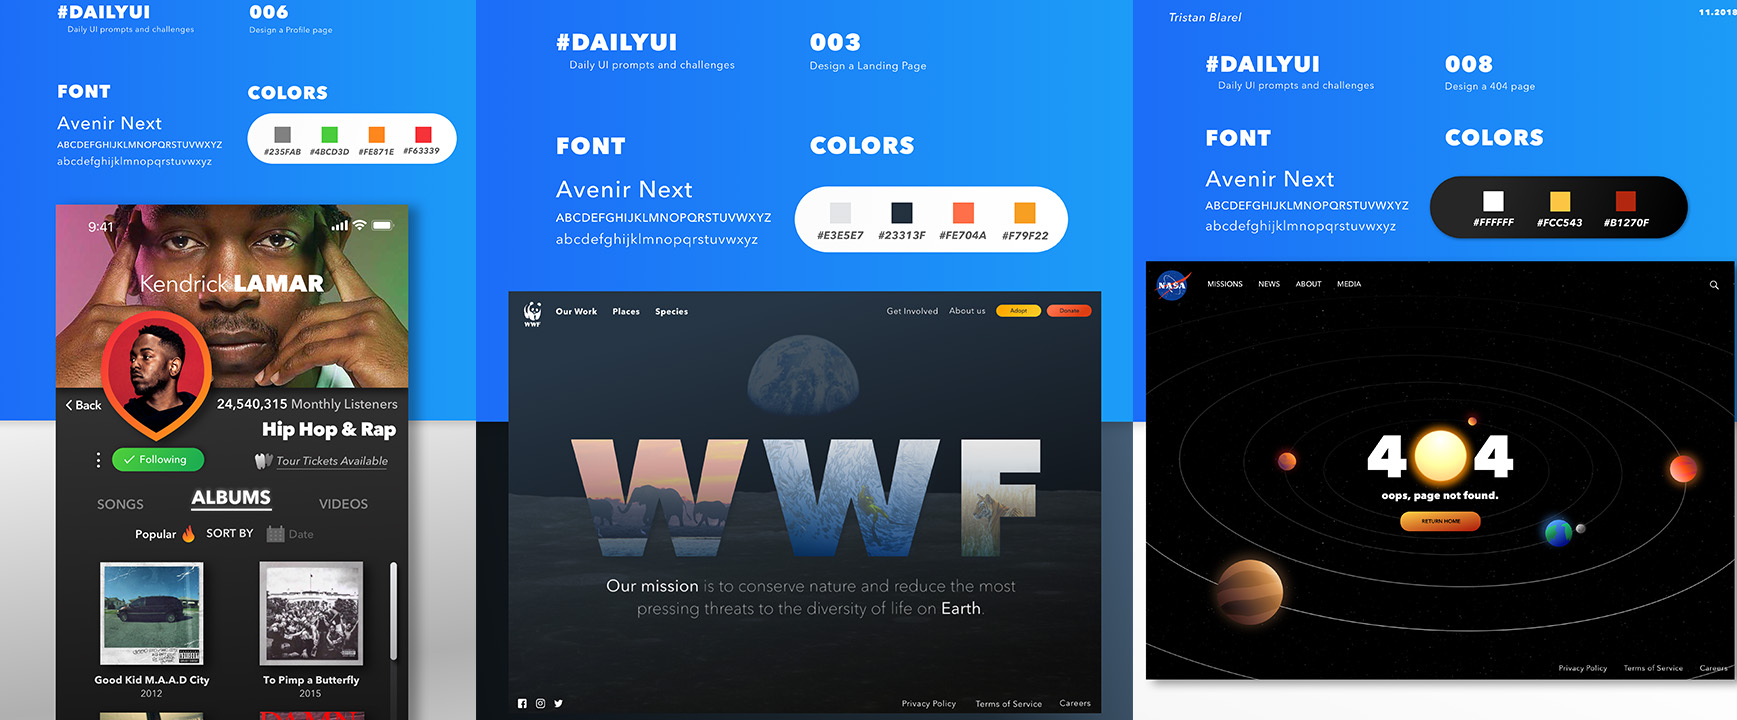 #DAILYUI
Daily UI prompts and challenges
006
Design a Profile page
FONT
Avenir Next
ABCDEFGHIJKLMNOPQRSTUVWXYZ
abcdefghijklmnopqrstuvwxyz
COLORS
#235FAB #4BCD3D #FE871E #F63339
9:41
Kendrick LAMAR
Back
24,540,315 Monthly Listeners
Hip Hop & Rap
Following
Tour Tickets Available
SONGS ALBUMS VIDEOS
Popular SORT BY Date
Good Kid M.A.A.D City
2012
To Pimp a Butterfly
2015
#DAILYUI
Daily UI prompts and challenges
003
Design a Landing Page
FONT
Avenir Next
ABCDEFGHIJKLMNOPQRSTUVWXYZ
abcdefghijklmnopqrstuvwxyz
COLORS
#E3E5E7 #23313F #FE704A #F79F22
WWF
Our Work Places Species
Get Involved About us Adopt Donate
WWF
Our mission is to conserve nature and reduce the most
pressing threats to the diversity of life on Earth.
Privacy Policy Terms of Service Careers
Tristan Blarel
11.2018
#DAILYUI
Daily UI prompts and challenges
008
Design a 404 page
FONT
Avenir Next
ABCDEFGHIJKLMNOPQRSTUVWXYZ
abcdefghijklmnopqrstuvwxyz
COLORS
#FFFFFF #FCC543 #B1270F
NASA
MISSIONS NEWS ABOUT MEDIA
404
oops, page not found.
RETURN HOME
Privacy Policy Terms of Service Careers